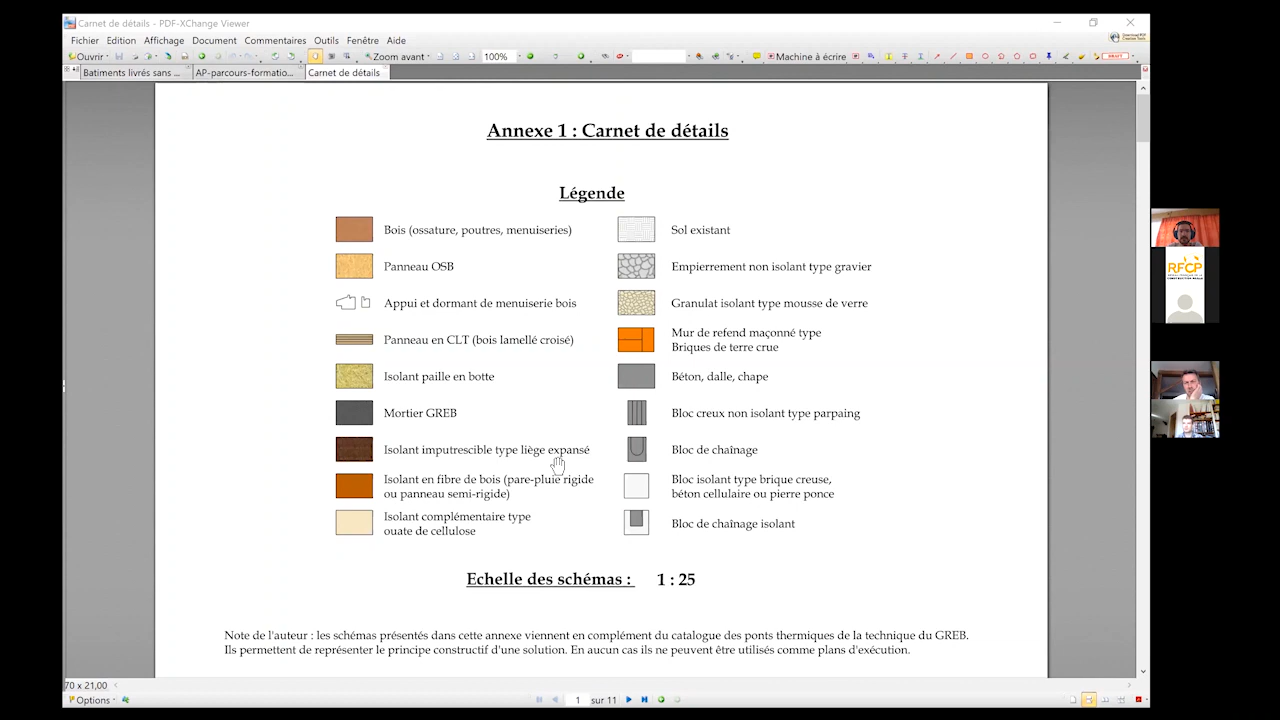 Carnet de détails - PDF-XChange Viewer
Fichier Edition Affichage Document Commentaires Outils Fenêtre Aide
Ouvrir Zoom avant 100% Machine à écrire
Batiments livrés sans ... AP-parcours-formatio... Carnet de détails
Annexe 1 : Carnet de détails
Légende
Bois (ossature, poutres, menuiseries)
Panneau OSB
Appui et dormant de menuiserie bois
Panneau en CLT (bois lamellé croisé)
Isolant paille en botte
Mortier GREB
Isolant imputrescible type liège expansé
Isolant en fibre de bois (pare-pluie rigide
ou panneau semi-rigide)
Isolant complémentaire type
ouate de cellulose
Sol existant
Empierrement non isolant type gravier
Granulat isolant type mousse de verre
Mur de refend maçonné type
Briques de terre crue
Béton, dalle, chape
Bloc creux non isolant type parpaing
Bloc de chaînage
Bloc isolant type brique creuse,
béton cellulaire ou pierre ponce
Bloc de chaînage isolant
Echelle des schémas : 1 : 25
Note de l'auteur : les schémas présentés dans cette annexe viennent en complément du catalogue des ponts thermiques de la technique du GREB.
Ils permettent de représenter le principe constructif d'une solution. En aucun cas ils ne peuvent être utilisés comme plans d'exécution.
70 x 21,00
Options 1 sur 11
RFCP